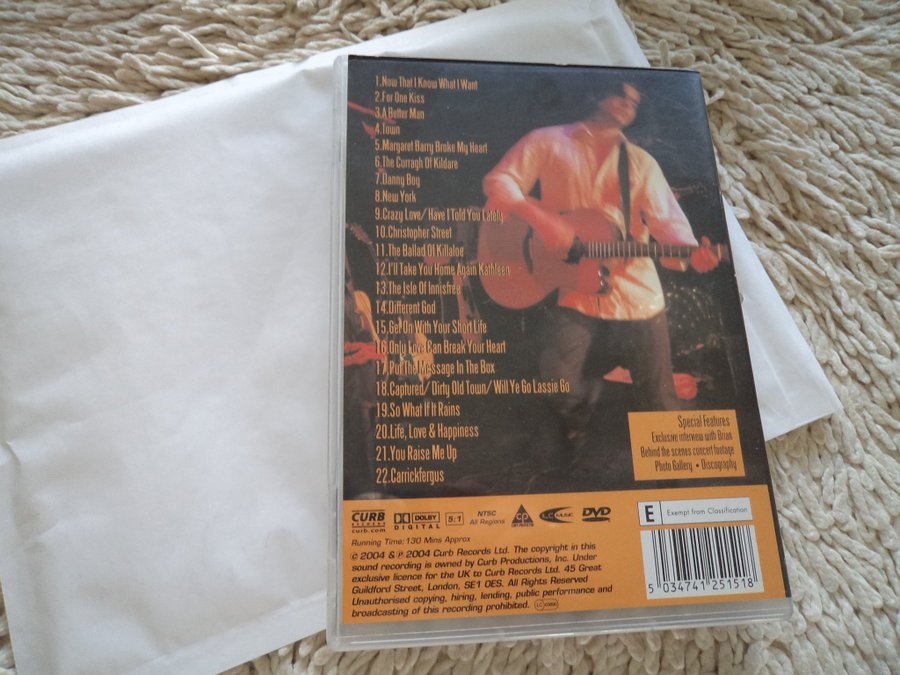 1.Now That I Know What I Want
2.For One Kiss
3.A Better Man
4.Town
5.Margaret Barry Broke My Heart
6.The Curragh Of Kildare
7.Danny Boy
8.New York
9.Crazy Love/ Have I Told You Lately
10.Christopher Street
11.The Ballad Of Killaloe
12.I'll Take You Home Again Kathleen
13.The Isle Of Innisfree
14.Different God
15.Get On With Your Short Life
16.Only Love Can Break Your Heart
17.Put The Message In The Box
18.Captured/ Dirty Old Town/ Will Ye Go Lassie Go
19.So What If It Rains
20.Life, Love & Happiness
21.You Raise Me Up
22.Carrickfergus
Special Features
Exclusive interview with Brian
Behind the scenes concert footage
Photo Gallery • Discography
CURB
RECORDS
curb.com
DOLBY
DIGITAL
5:1
NTSC
All Regions
cp
L.C MUSIC
DVD
E Exempt from Classification
Running Time: 130 Mins Approx
© 2004 & ℗ 2004 Curb Records Ltd. The copyright in this
sound recording is owned by Curb Productions, Inc. Under
exclusive licence for the UK to Curb Records Ltd. 45 Great
Guildford Street, London, SE1 0ES. All Rights Reserved
Unauthorised copying, hiring, lending, public performance and
broadcasting of this recording prohibited. LC
5 034741 251518